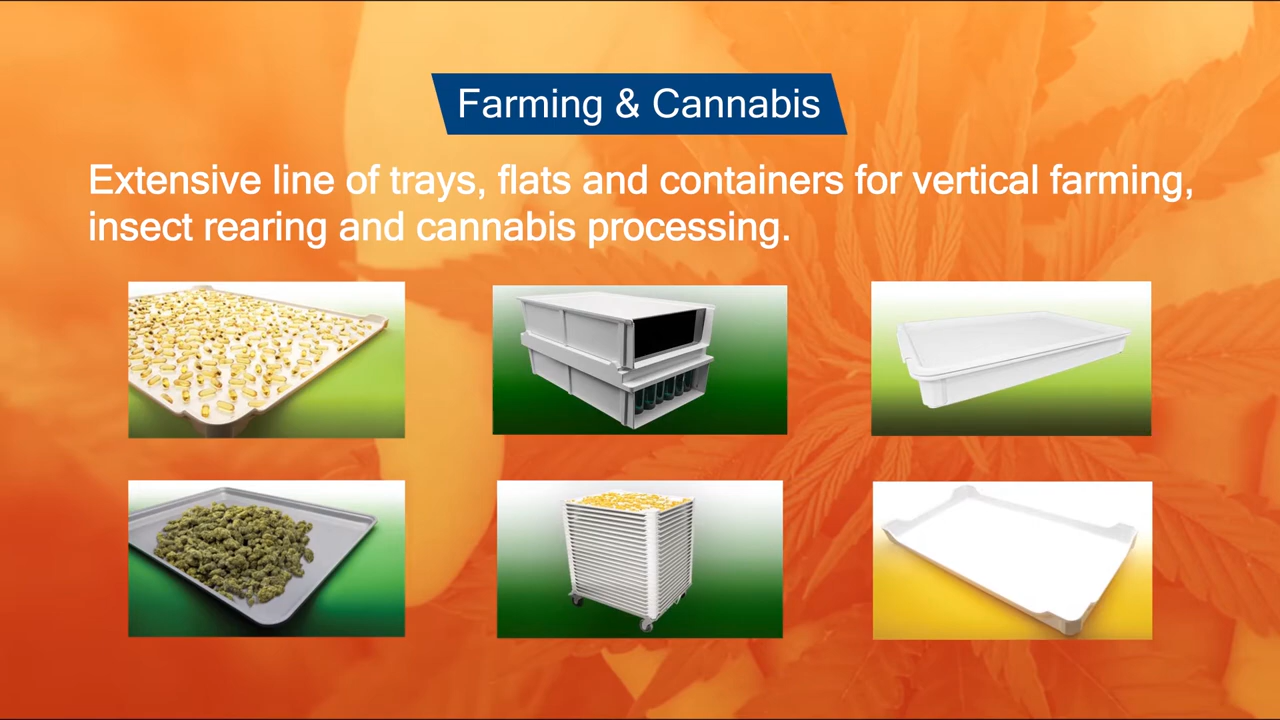 Farming & Cannabis
Extensive line of trays, flats and containers for vertical farming,
insect rearing and cannabis processing.